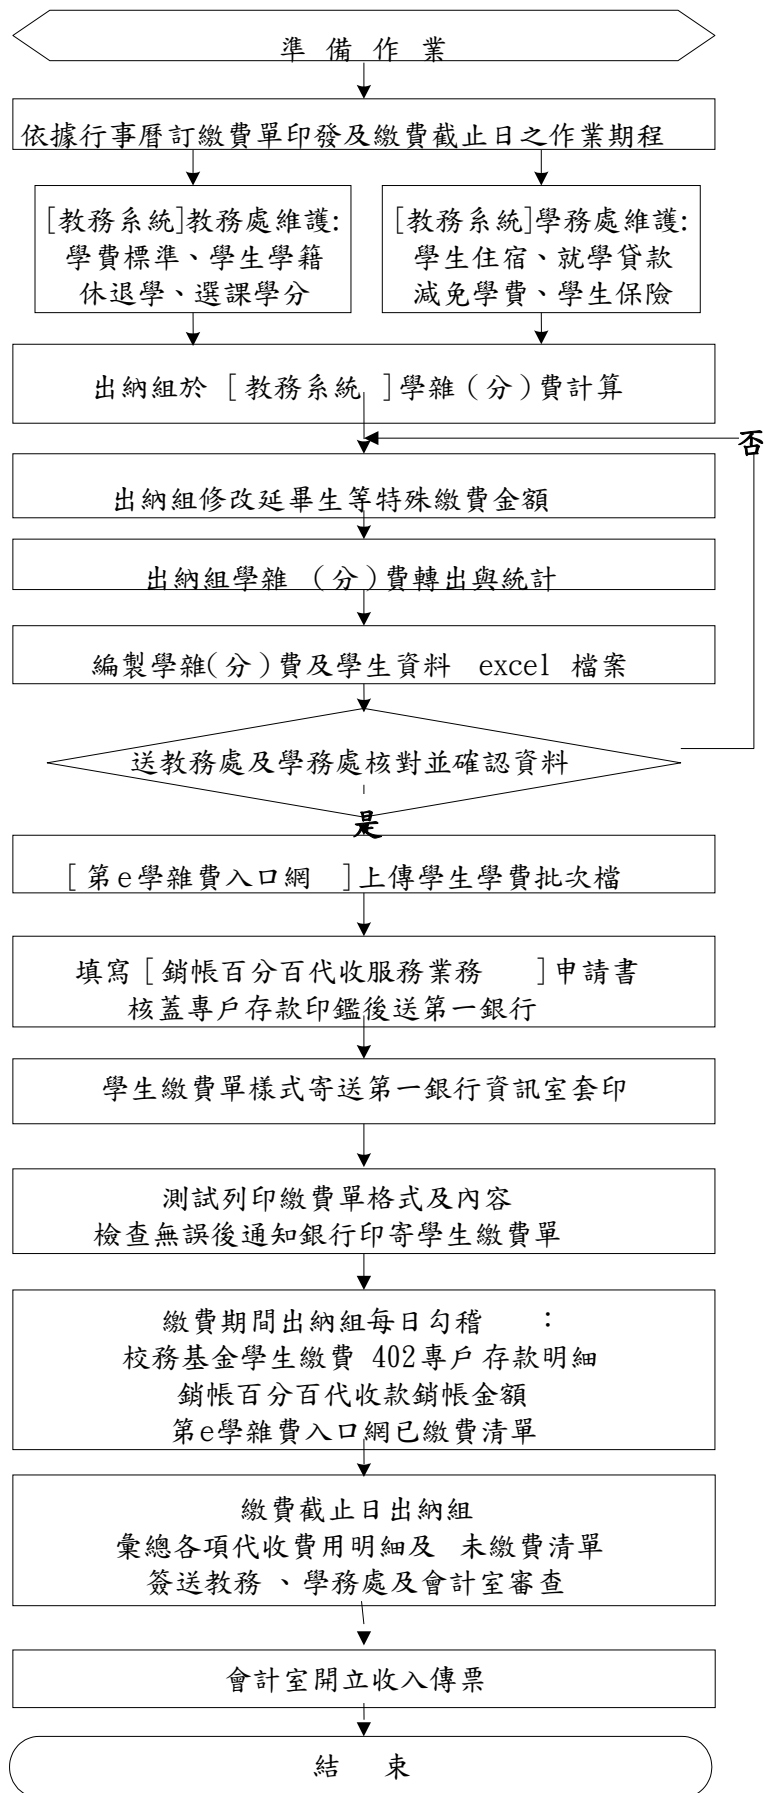 準備作業
依據行事曆訂繳費單印發及繳費截止日之作業期程
[教務系統]教務處維護:
學費標準、學生學籍
休退學、選課學分
[教務系統]學務處維護:
學生住宿、就學貸款
減免學費、學生保險
出納組於[教務系統 ]學雜(分)費計算
否
出納組修改延畢生等特殊繳費金額
出納組學雜 (分)費轉出與統計
編製學雜(分)費及學生資料 excel 檔案
送教務處及學務處核對並確認資料
是
[第e學雜費入口網 ]上傳學生學費批次檔
填寫[銷帳百分百代收服務業務 ]申請書
核蓋專戶存款印鑑後送第一銀行
學生繳費單樣式寄送第一銀行資訊室套印
測試列印繳費單格式及內容
檢查無誤後通知銀行印寄學生繳費單
繳費期間出納組每日勾稽 :
校務基金學生繳費 402專戶存款明細
銷帳百分百代收款銷帳金額
第e學雜費入口網已繳費清單
繳費截止日出納組
彙總各項代收費用明細及 未繳費清單
簽送教務、學務處及會計室審查
會計室開立收入傳票
結 束